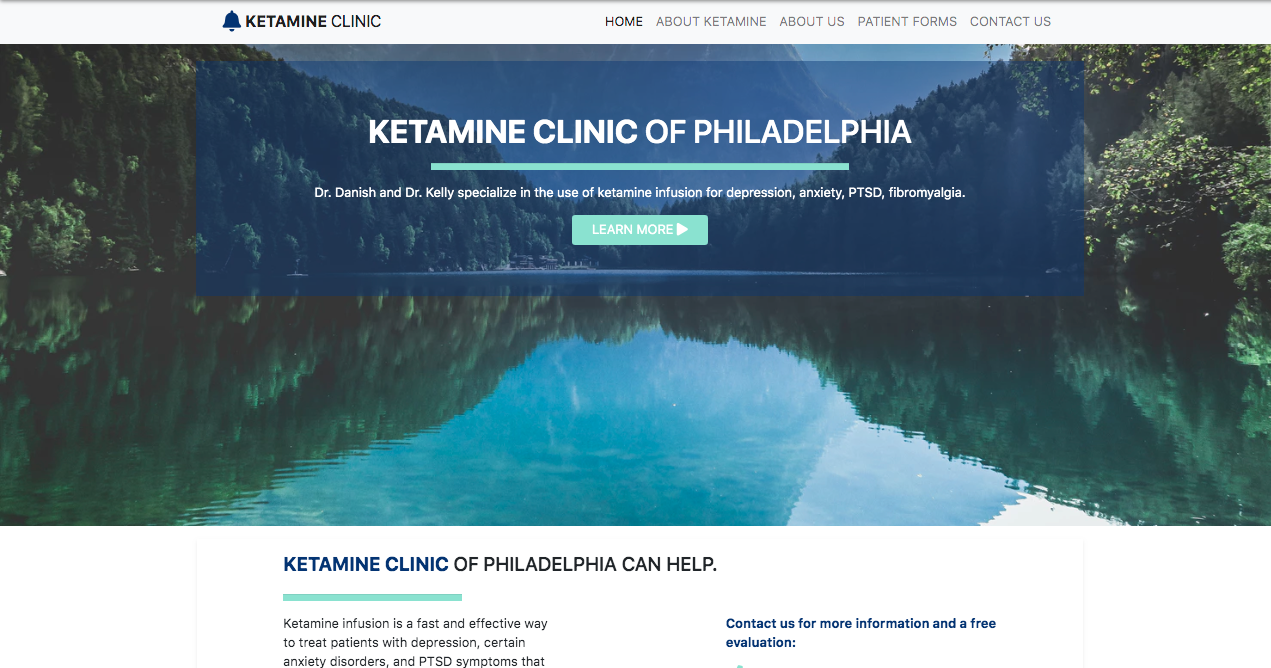 KETAMINE CLINIC
HOME ABOUT KETAMINE ABOUT US PATIENT FORMS CONTACT US
KETAMINE CLINIC OF PHILADELPHIA
Dr. Danish and Dr. Kelly specialize in the use of ketamine infusion for depression, anxiety, PTSD, fibromyalgia.
LEARN MORE
KETAMINE CLINIC OF PHILADELPHIA CAN HELP.
Ketamine infusion is a fast and effective way
to treat patients with depression, certain
anxiety disorders, and PTSD symptoms that
Contact us for more information and a free
evaluation: